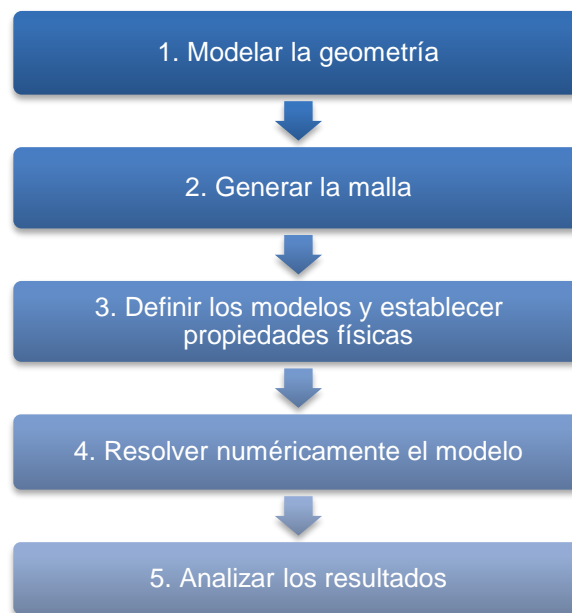 1. Modelar la geometría
2. Generar la malla
3. Definir los modelos y establecer
propiedades físicas
4. Resolver numéricamente el modelo
5. Analizar los resultados